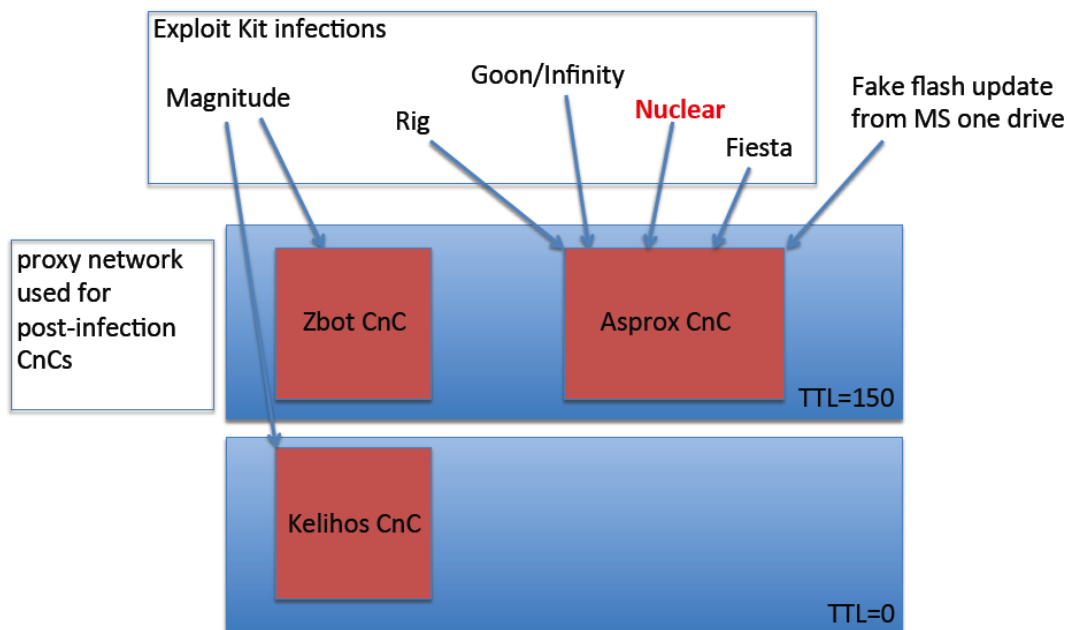 Exploit Kit infections
Magnitude
Rig
Goon/Infinity
Nuclear
Fiesta
Fake flash update
from MS one drive
proxy network
used for
post-infection
CnCs
Zbot CnC
Asprox CnC
TTL=150
Kelihos CnC
TTL=0